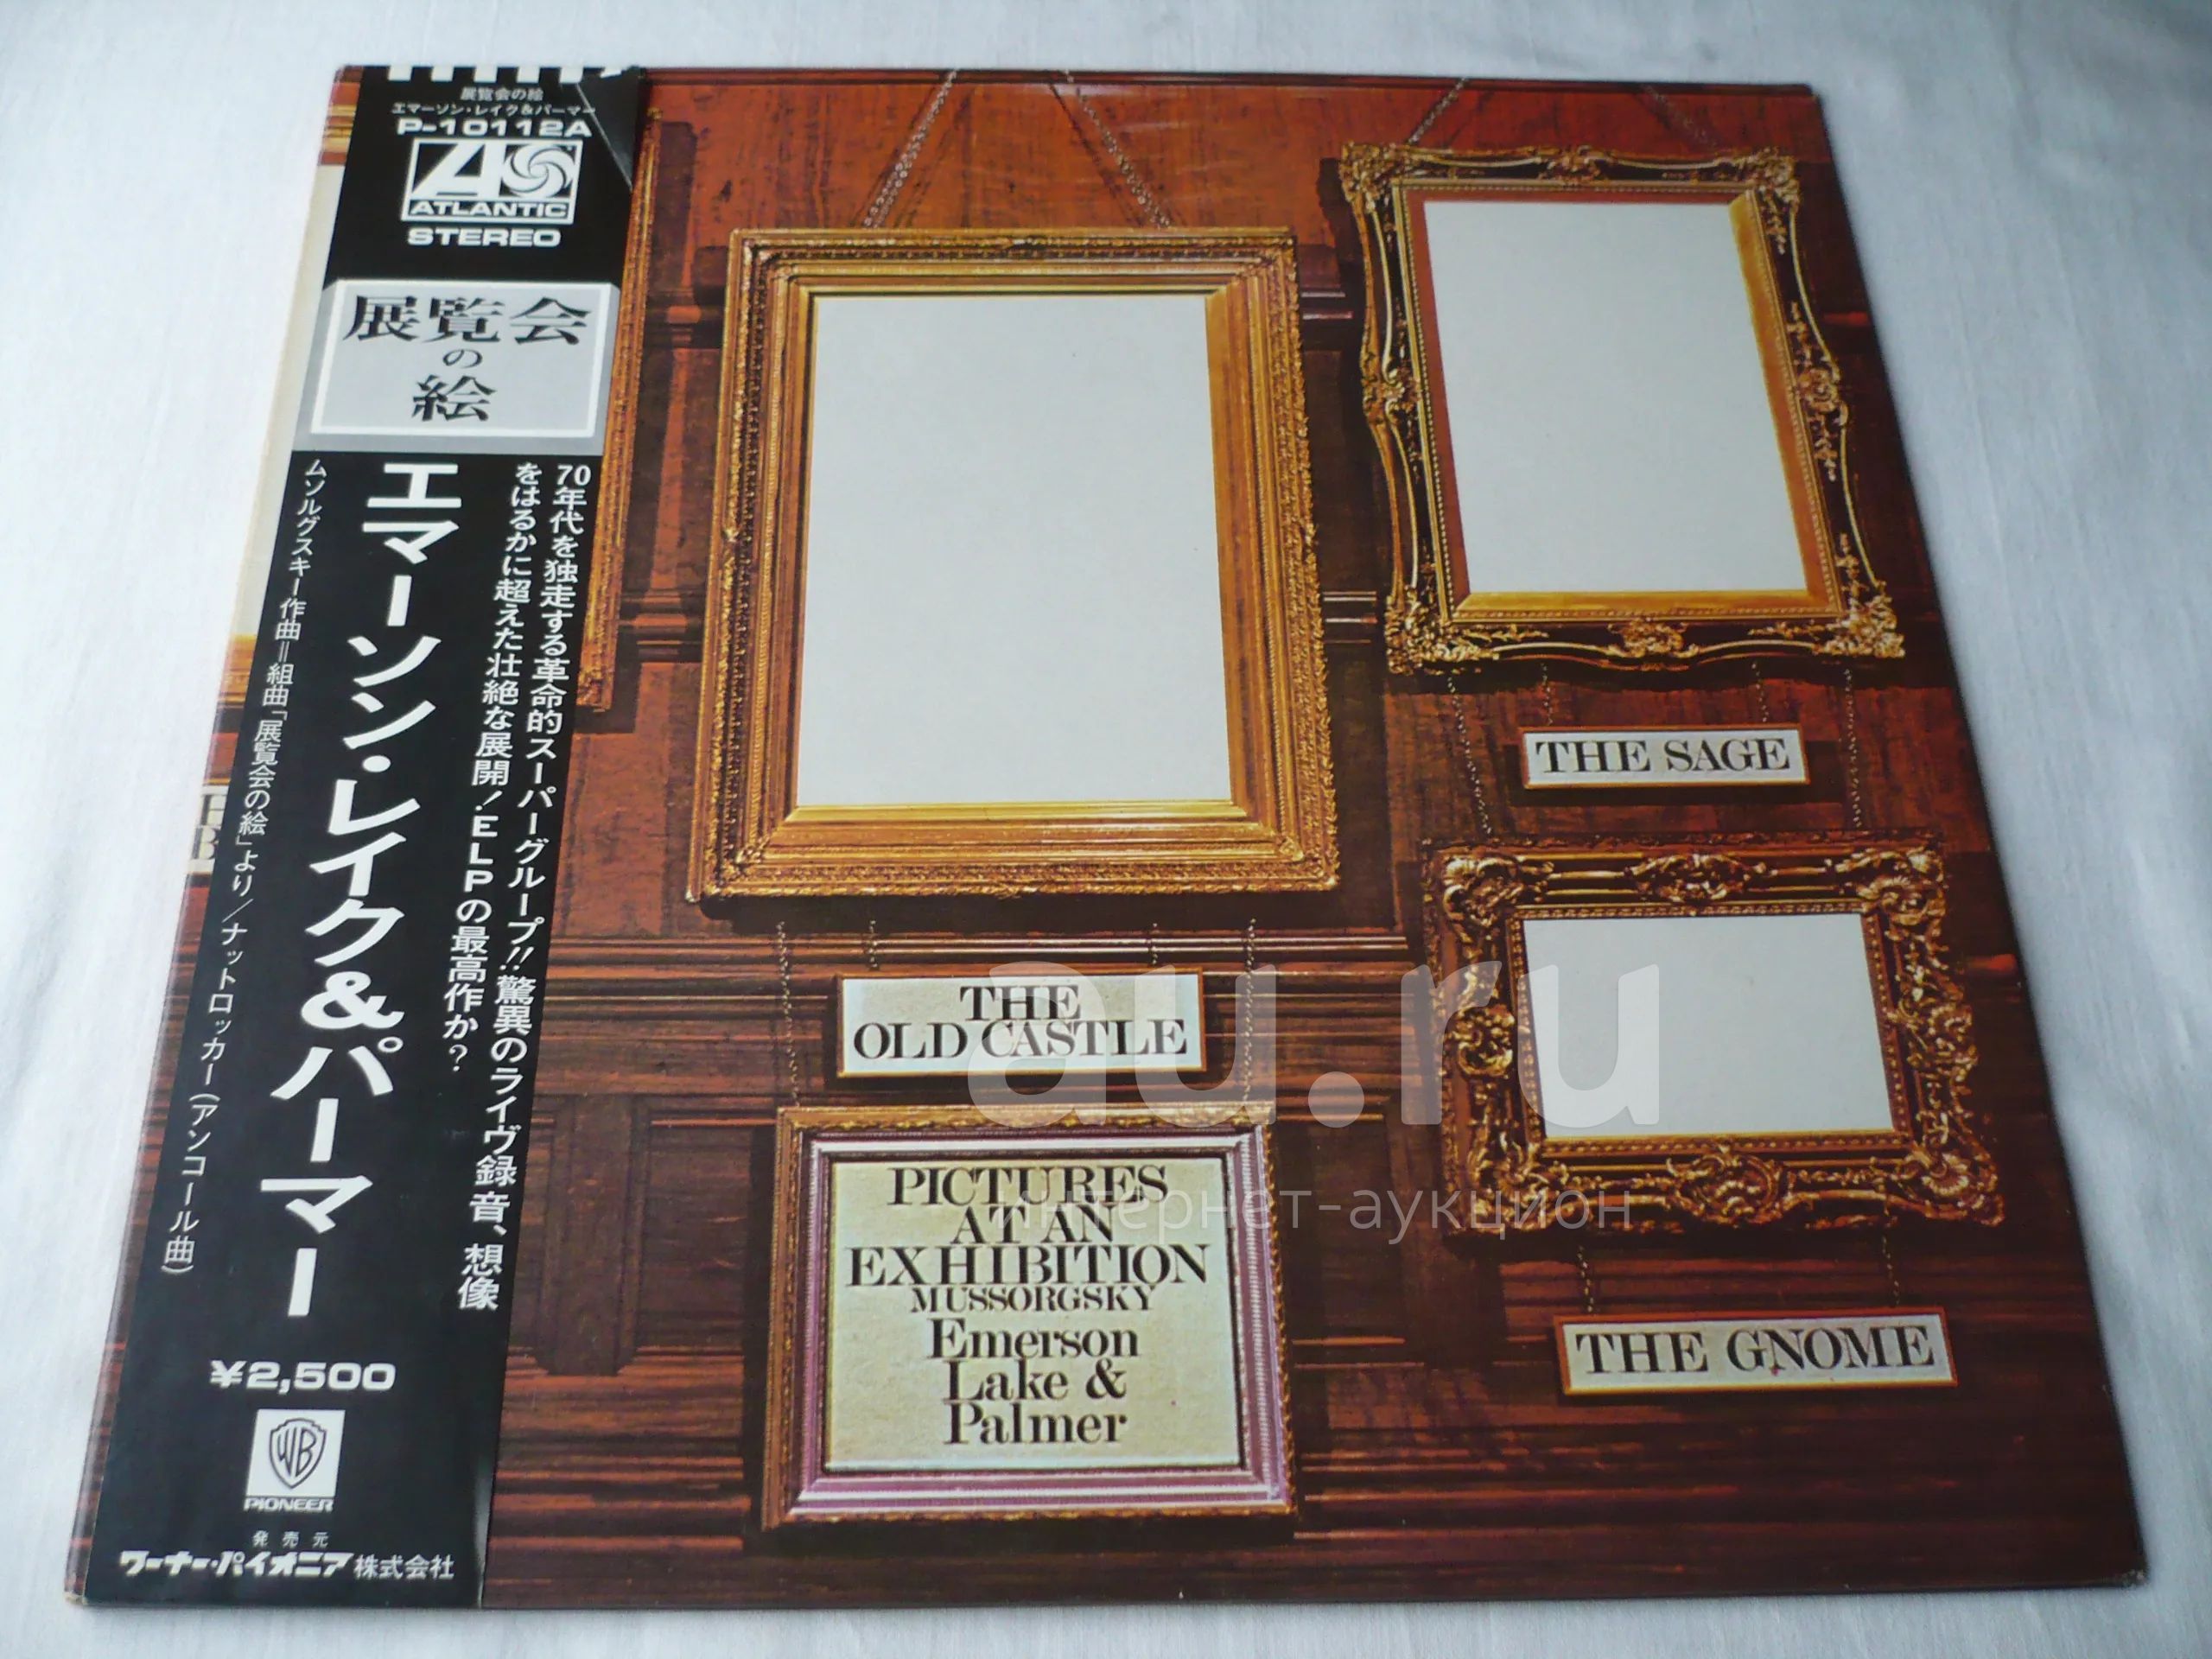 展覧会の絵
エマーソン・レイク&パーマー
P-10112A
ATLANTIC
STEREO
展覧会
の
絵
70年代を独走する革命的スーパーグループ!!驚異のライヴ録音、想像
をはるかに超えた壮絶な展開!ELPの最高作か?
エマーソン・レイク&パーマー
ムソルグスキー作曲=組曲「展覧会の絵」より/ナットロッカー(アンコール曲)
¥2,500
WB
PIONEER
発売元
ワーナー・パイオニア株式会社
THE SAGE
THE
OLD CASTLE
PICTURES
AT AN
EXHIBITION
MUSSORGSKY
Emerson
Lake &
Palmer
THE GNOME
au.ru
интернет-аукцион